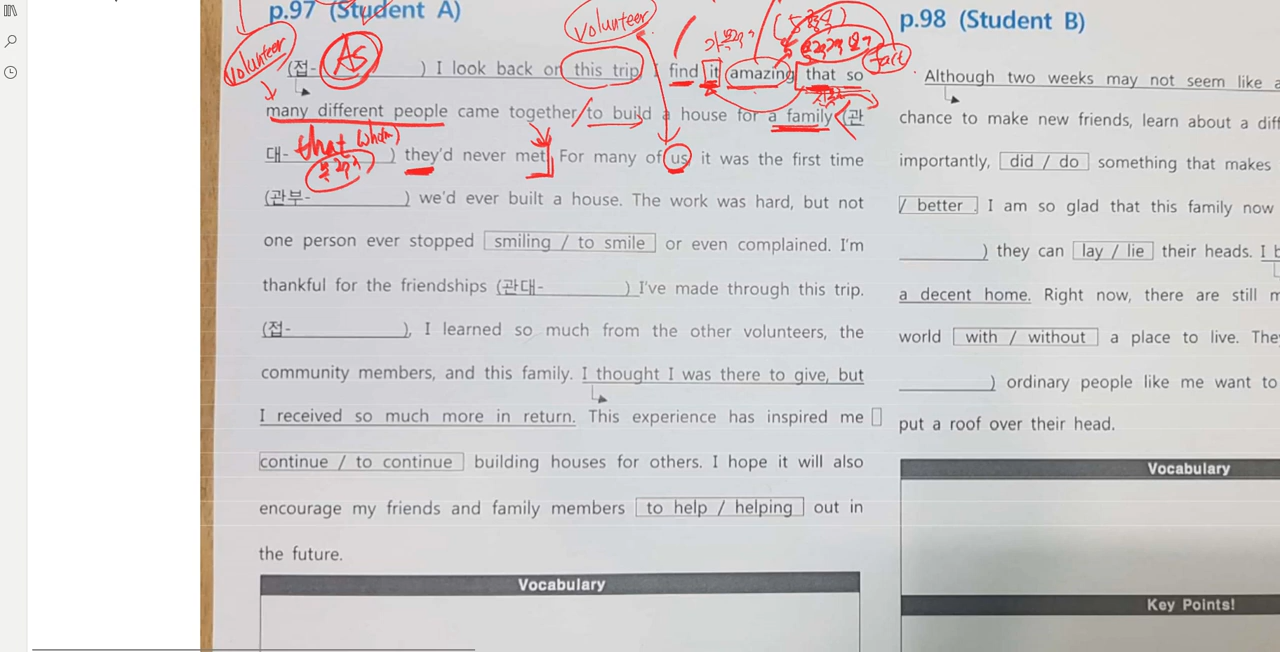 p.97 (Student A)
volunteer
volunteer
As
가목적어
fact
(접- ) I look back on this trip I find it amazing that so
many different people came together to build a house for a family (관
대- that (whom) ) they'd never met. For many of us, it was the first time
목적격
(관부- ) we'd ever built a house. The work was hard, but not
one person ever stopped smiling / to smile or even complained. I'm
thankful for the friendships (관대- ) I've made through this trip.
(접- ), I learned so much from the other volunteers, the
community members, and this family. I thought I was there to give, but
I received so much more in return. This experience has inspired me
continue / to continue building houses for others. I hope it will also
encourage my friends and family members to help / helping out in
the future.
Vocabulary
p.98 (Student B)
Although two weeks may not seem like a
chance to make new friends, learn about a diff
importantly, did / do something that makes
/ better . I am so glad that this family now
) they can lay / lie their heads. I b
a decent home. Right now, there are still m
world with / without a place to live. The
) ordinary people like me want to
put a roof over their head.
Vocabulary
Key Points!